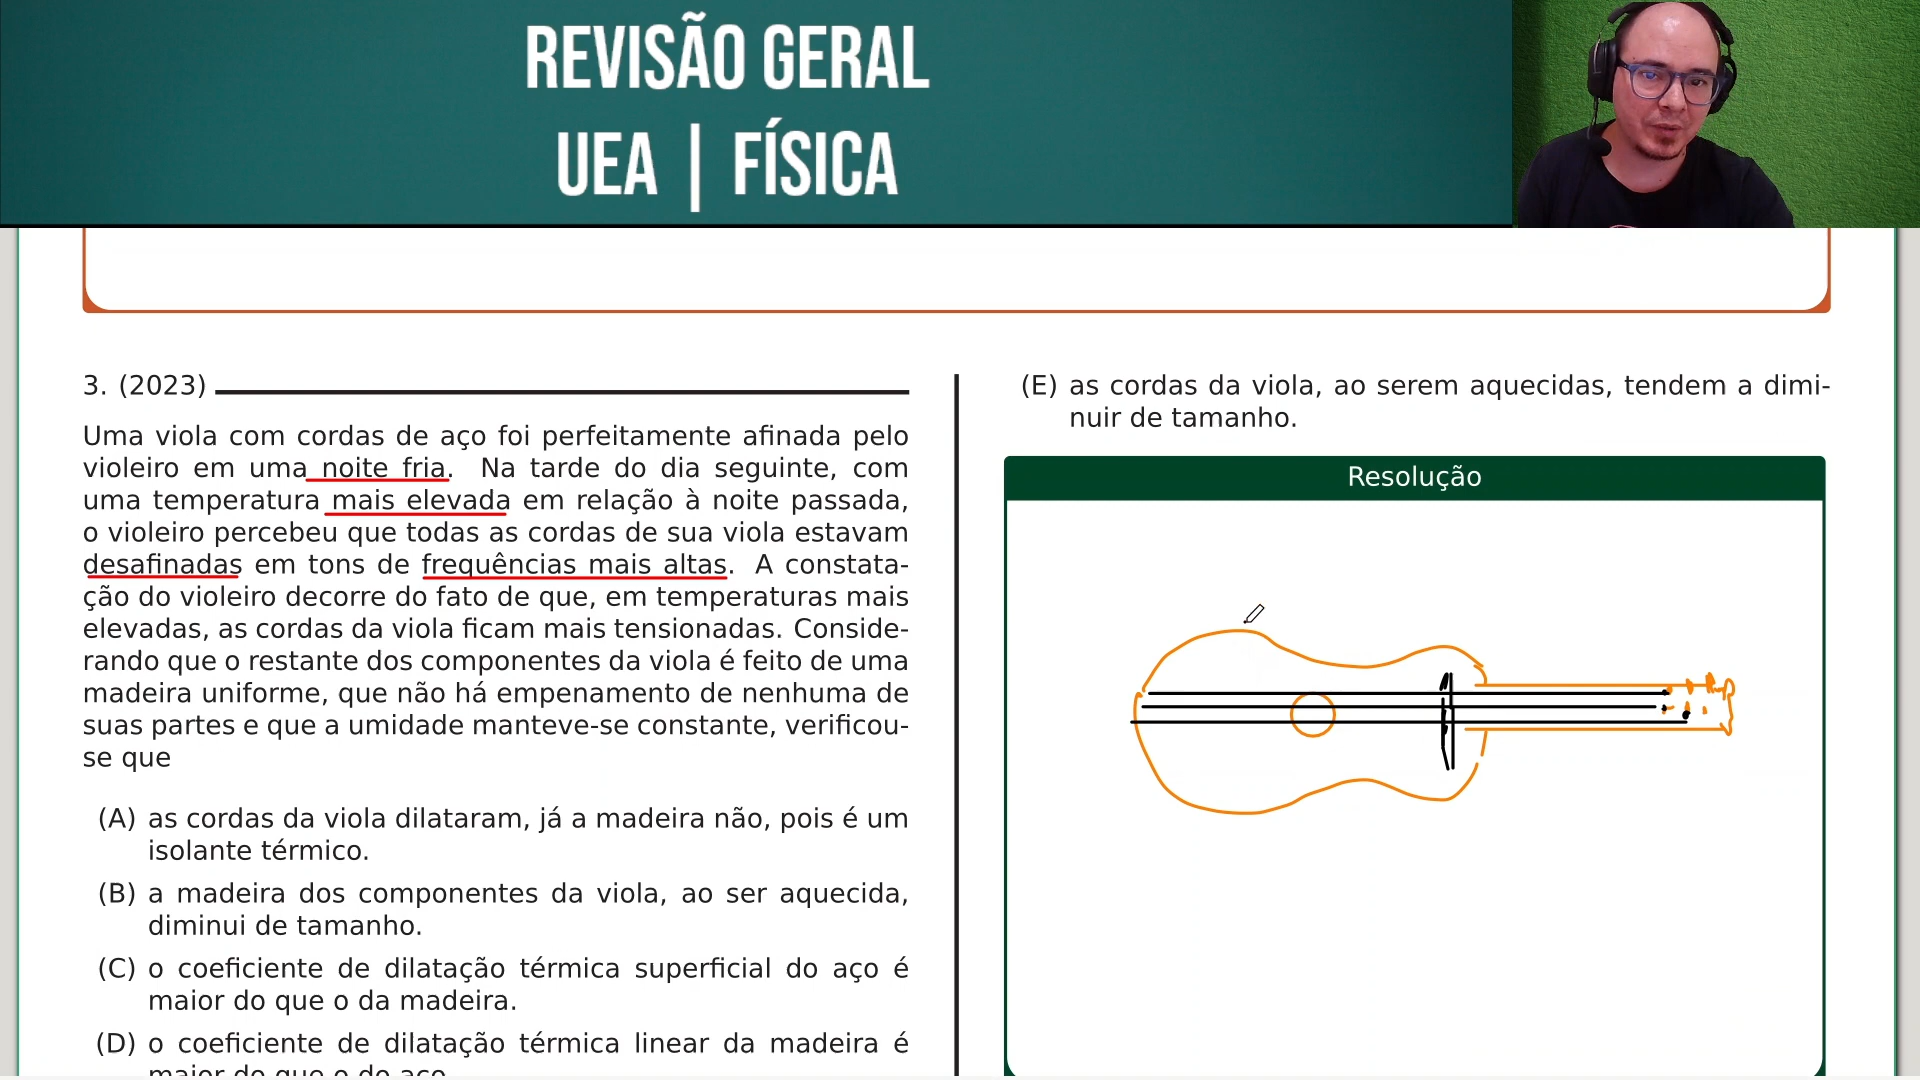 REVISÃO GERAL
UEA | FÍSICA
3. (2023)
Uma viola com cordas de aço foi perfeitamente afinada pelo
violeiro em uma noite fria. Na tarde do dia seguinte, com
uma temperatura mais elevada em relação à noite passada,
o violeiro percebeu que todas as cordas de sua viola estavam
desafinadas em tons de frequências mais altas. A constata-
ção do violeiro decorre do fato de que, em temperaturas mais
elevadas, as cordas da viola ficam mais tensionadas. Conside-
rando que o restante dos componentes da viola é feito de uma
madeira uniforme, que não há empenamento de nenhuma de
suas partes e que a umidade manteve-se constante, verificou-
se que
(A) as cordas da viola dilataram, já a madeira não, pois é um
isolante térmico.
(B) a madeira dos componentes da viola, ao ser aquecida,
diminui de tamanho.
(C) o coeficiente de dilatação térmica superficial do aço é
maior do que o da madeira.
(D) o coeficiente de dilatação térmica linear da madeira é
maior do que o do aço.
(E) as cordas da viola, ao serem aquecidas, tendem a dimi-
nuir de tamanho.
Resolução